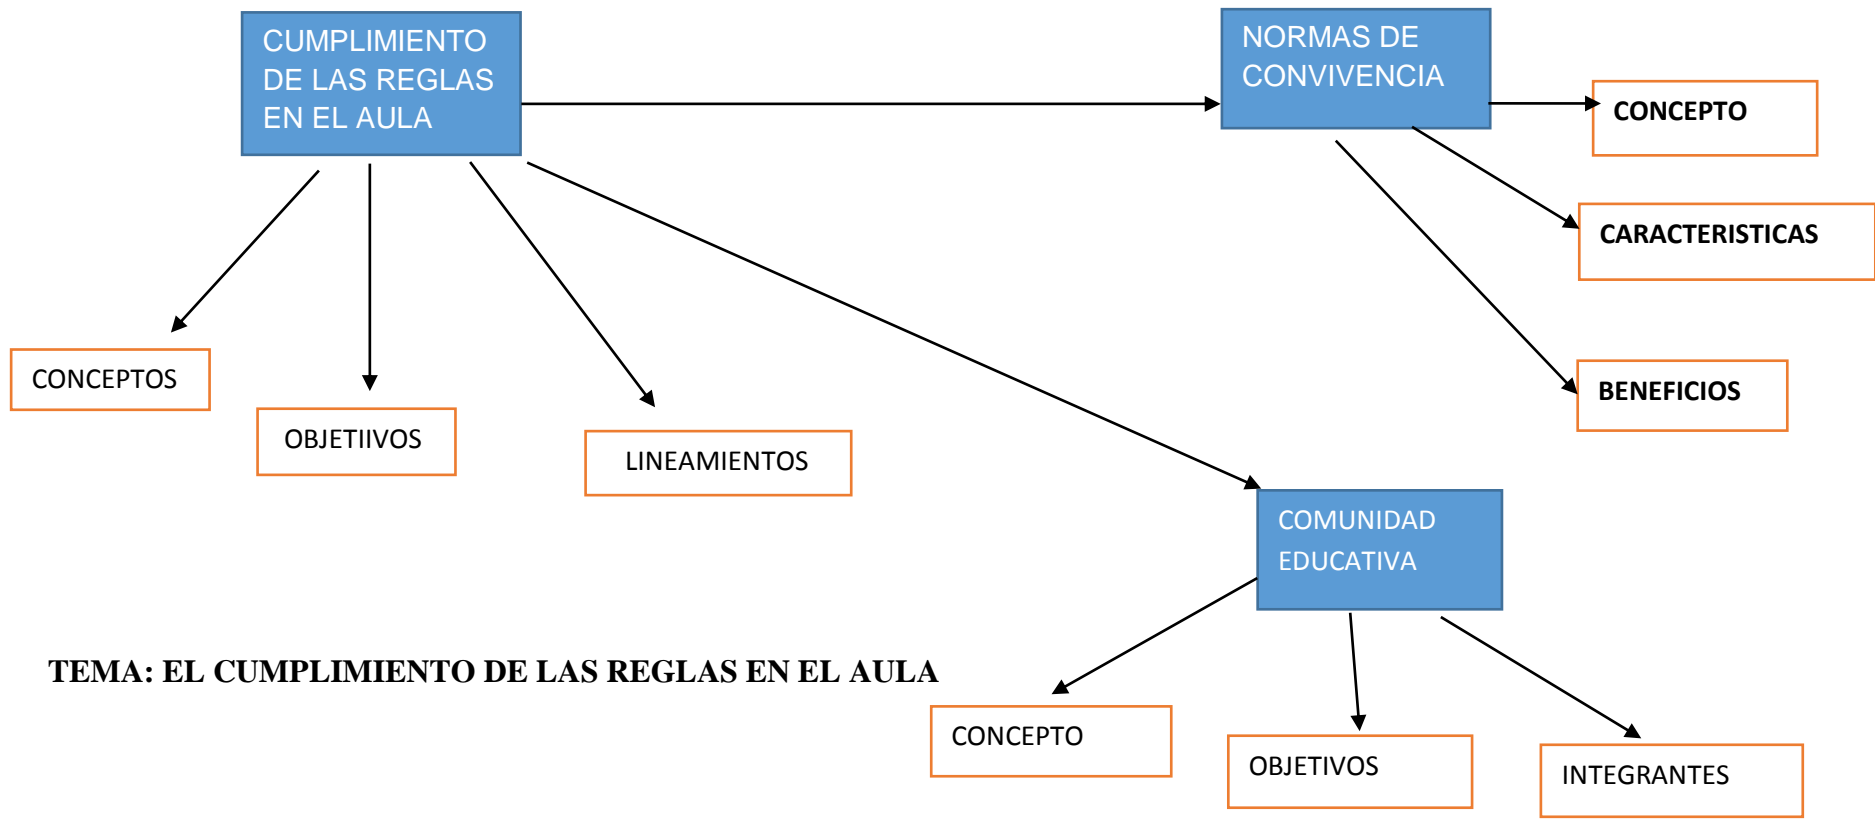 CUMPLIMIENTO
DE LAS REGLAS
EN EL AULA
NORMAS DE
CONVIVENCIA
CONCEPTO
CARACTERISTICAS
BENEFICIOS
CONCEPTOS
OBJETIIVOS
LINEAMIENTOS
COMUNIDAD
EDUCATIVA
TEMA: EL CUMPLIMIENTO DE LAS REGLAS EN EL AULA
CONCEPTO
OBJETIVOS
INTEGRANTES